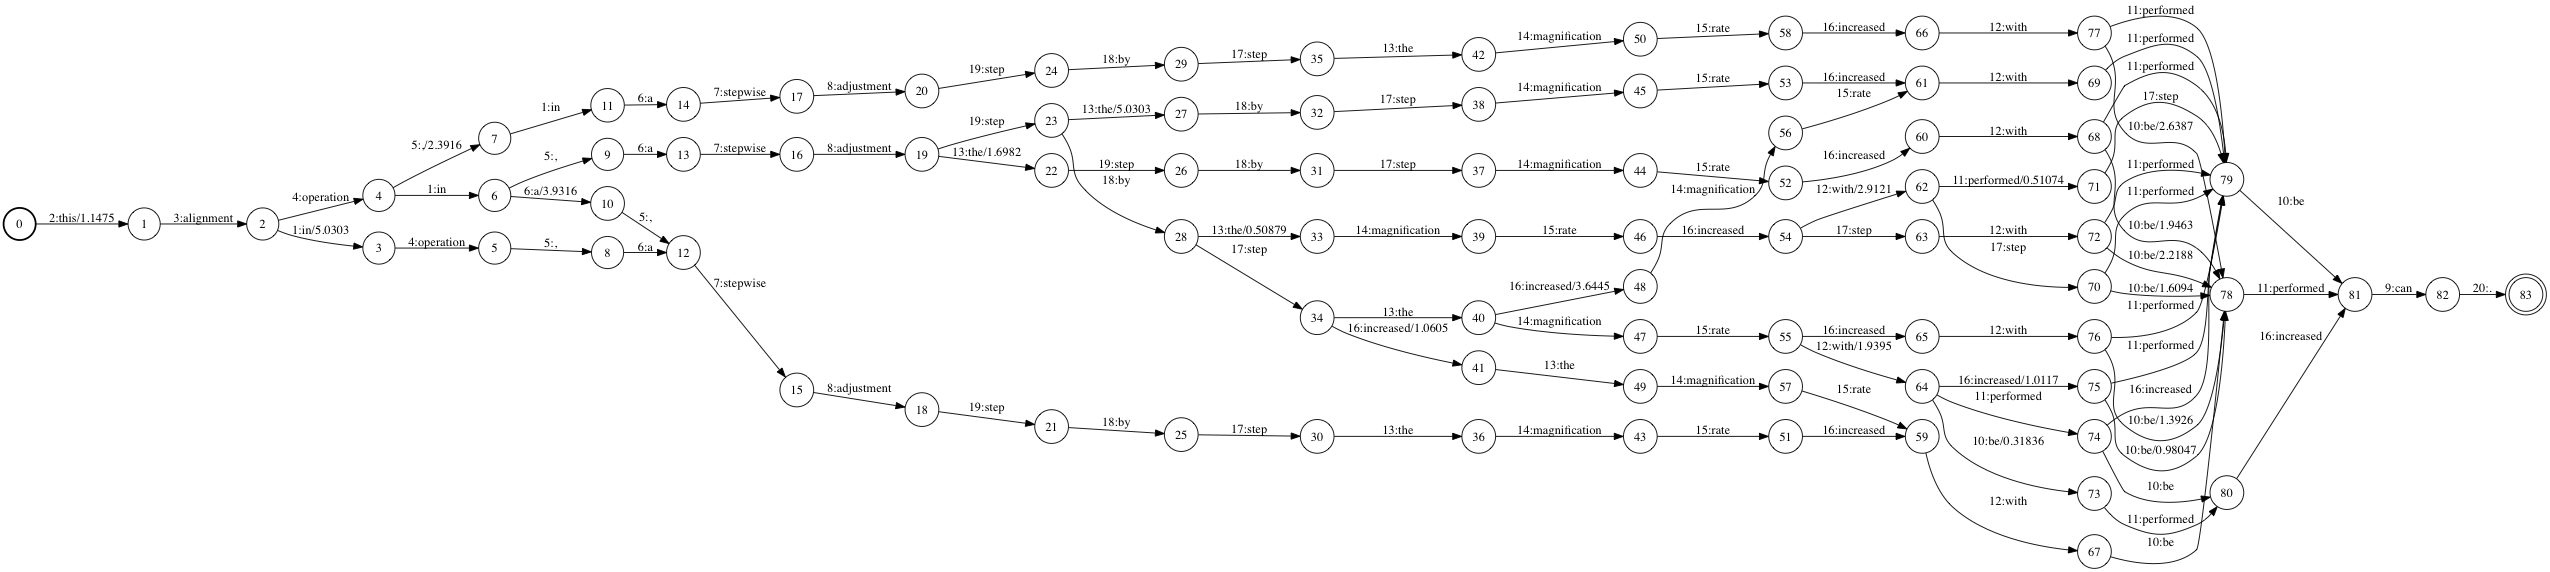 0 2:this/1.1475 1 3:alignment 2 4:operation 4 5:,/2.3916 7 1:in 11 6:a 14 7:stepwise 17 8:adjustment 20 19:step 24 18:by 29 17:step 35 13:the 42 14:magnification 50 15:rate 58 16:increased 66 12:with 77 11:performed
1:in 6 5:, 9 6:a 13 7:stepwise 16 8:adjustment 19 19:step 23 13:the/5.0303 27 18:by 32 17:step 38 14:magnification 45 15:rate 53 16:increased 61 12:with 69 11:performed
15:rate 56 16:increased 60 12:with 68 11:performed
17:step
10:be/2.6387
13:the/1.6982 22 19:step 26 18:by 31 17:step 37 14:magnification 44 15:rate 52
18:by 14:magnification 12:with/2.9121 62 11:performed/0.51074 71 11:performed 79
6:a/3.9316 10 5:, 11:performed 10:be
1:in/5.0303 3 4:operation 5 5:, 8 6:a 12 28 13:the/0.50879 33 14:magnification 39 15:rate 46 16:increased 54 17:step 63 12:with 72 10:be/1.9463
17:step 17:step 10:be/2.2188
7:stepwise 16:increased/3.6445 48 70 10:be/1.6094 78 11:performed 81 9:can 82 20:. 83
34 13:the 40 11:performed
16:increased/1.0605 14:magnification 47 15:rate 55 16:increased 65 12:with 76 11:performed 16:increased
12:with/1.9395
41 13:the 49 14:magnification 57 15:rate 64 16:increased/1.0117 75 16:increased
15 8:adjustment 18 19:step 21 18:by 25 17:step 30 13:the 36 14:magnification 43 15:rate 51 16:increased 59 11:performed 74 10:be/1.3926
10:be/0.31836 10:be/0.98047
73 10:be 80
12:with 11:performed
67 10:be